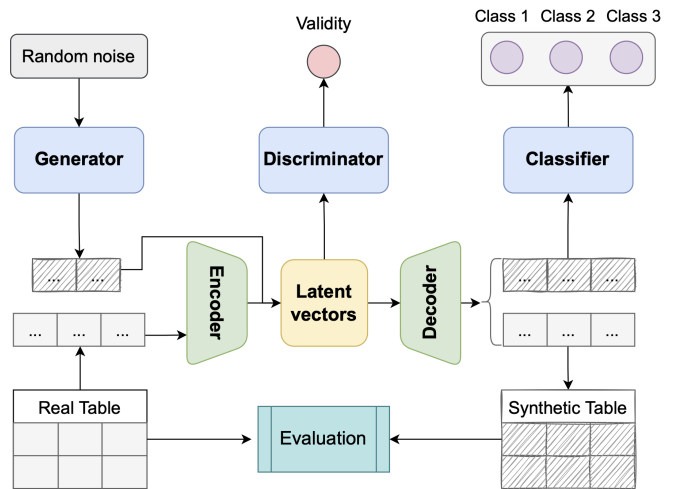 Validity
Class 1 Class 2 Class 3
Random noise
Generator
Discriminator
Classifier
... ...
Encoder
Latent
vectors
Decoder
... ... ...
... ... ...
... ... ...
Real Table
Evaluation
Synthetic Table